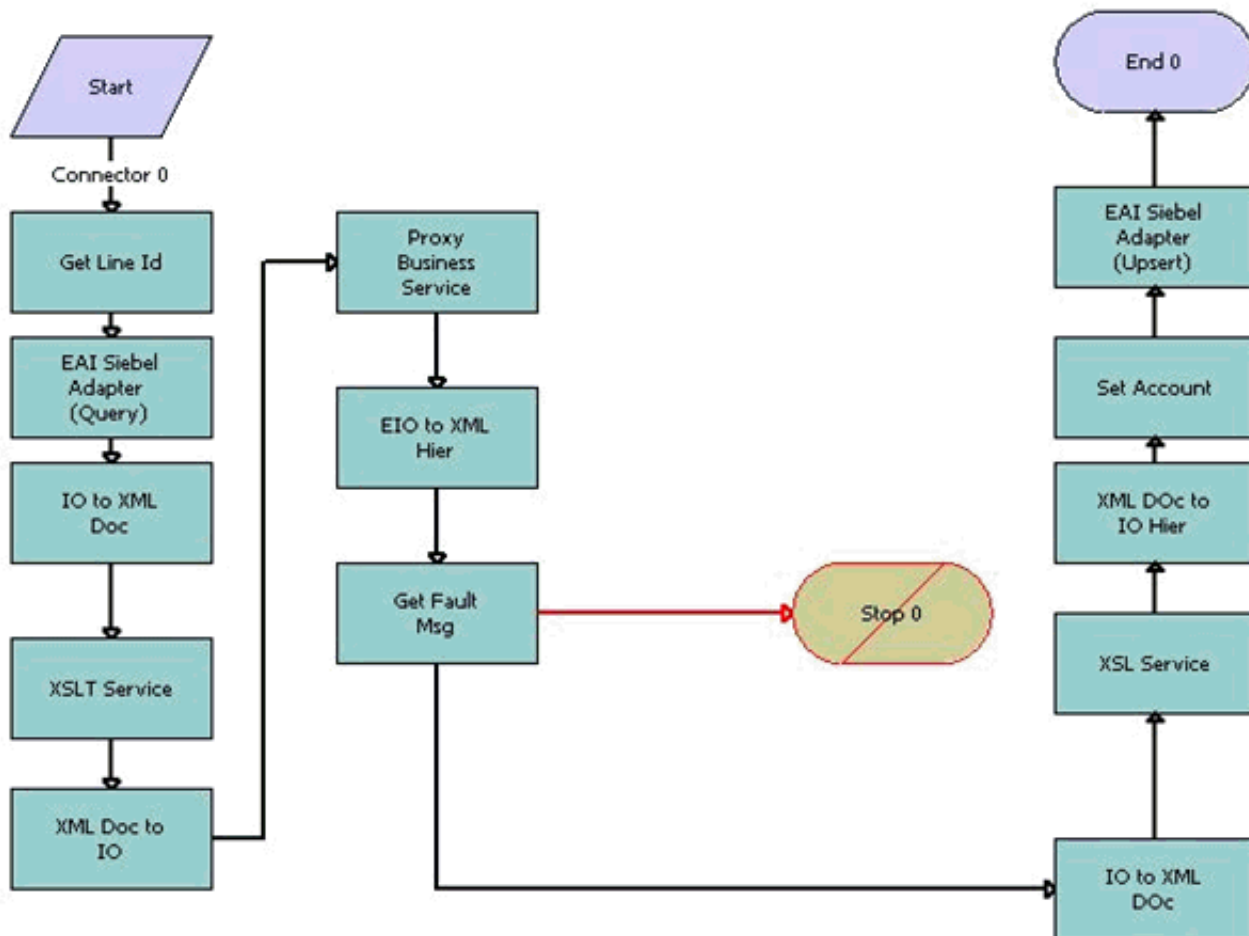 Start
Connector 0
Get Line Id
EAI Siebel
Adapter
(Query)
IO to XML
Doc
XSLT Service
XML Doc to
IO
Proxy
Business
Service
EIO to XML
Hier
Get Fault
Msg
Stop 0
IO to XML
DOc
XSL Service
XML DOc to
IO Hier
Set Account
EAI Siebel
Adapter
(Upsert)
End 0